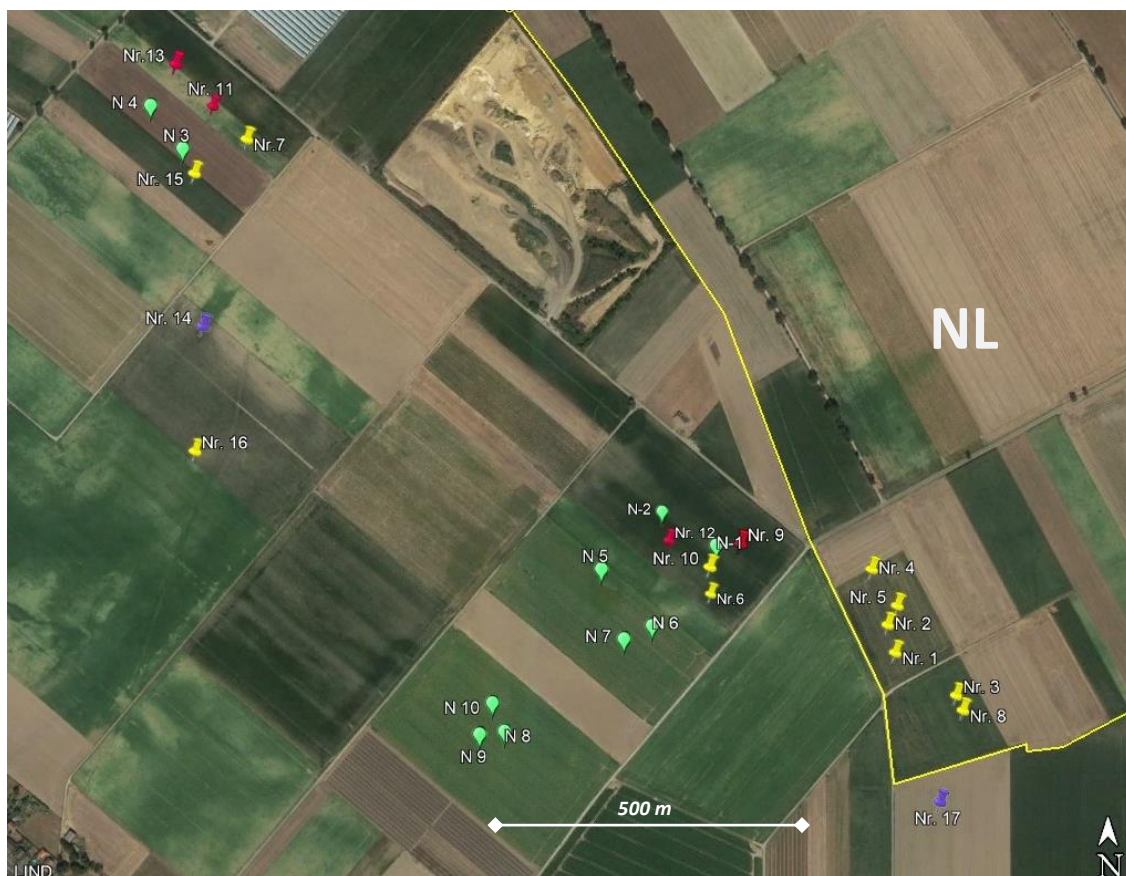 Nr.13
Nr. 11
N 4
Nr.7
N 3
Nr. 15
Nr. 14
NL
Nr. 16
N-2
Nr. 12
Nr. 9
N-1
Nr. 10
N 5
Nr. 4
Nr.6
Nr. 5
Nr. 2
N 6
N 7
Nr. 1
Nr. 3
N 10
Nr. 8
N 8
N 9
500 m
Nr. 17
N
LIND